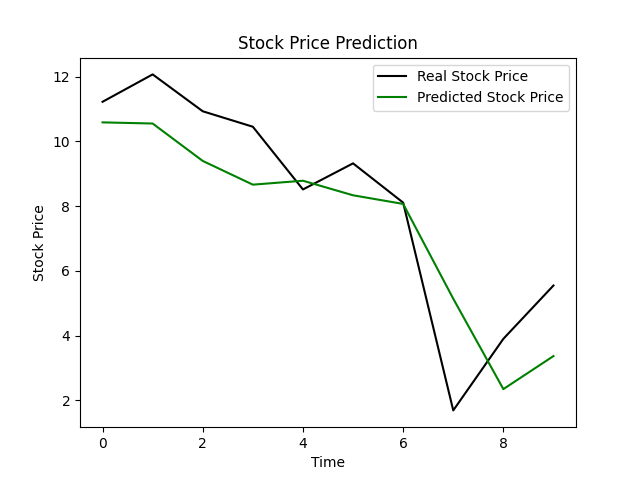 Stock Price Prediction
Real Stock Price
Predicted Stock Price
Stock Price
12
10
8
6
4
2
0
2
4
6
8
Time